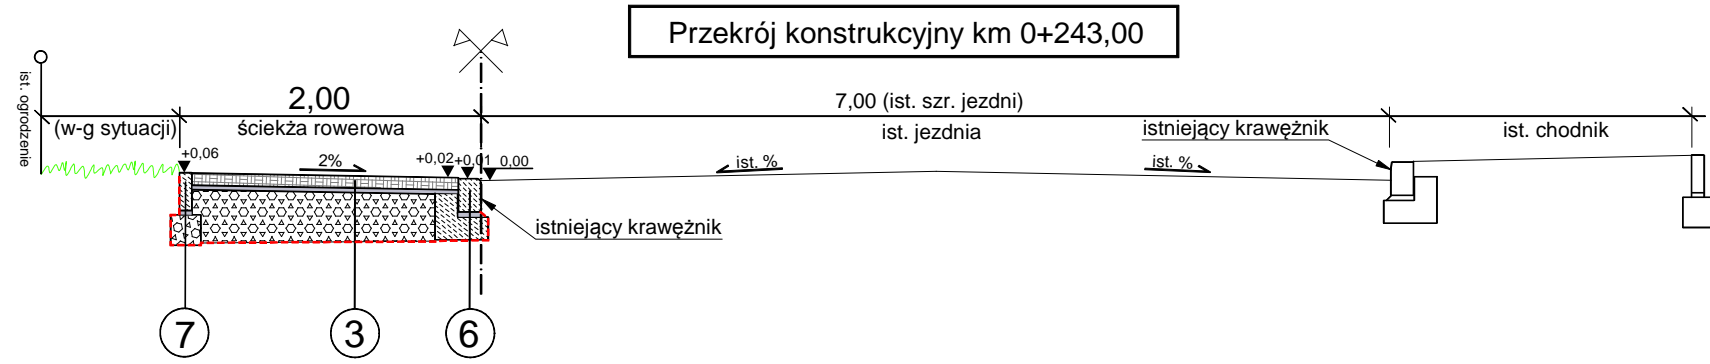 Przekrój konstrukcyjny km 0+243,00
ist. ogrodzenie
2,00
7,00 (ist. szr. jezdni)
(w-g sytuacji)
ściekża rowerowa
ist. jezdnia
istniejący krawężnik
ist. chodnik
+0,06
2%
+0,02
+0,01
0,00
ist. %
ist. %
istniejący krawężnik
7
3
6